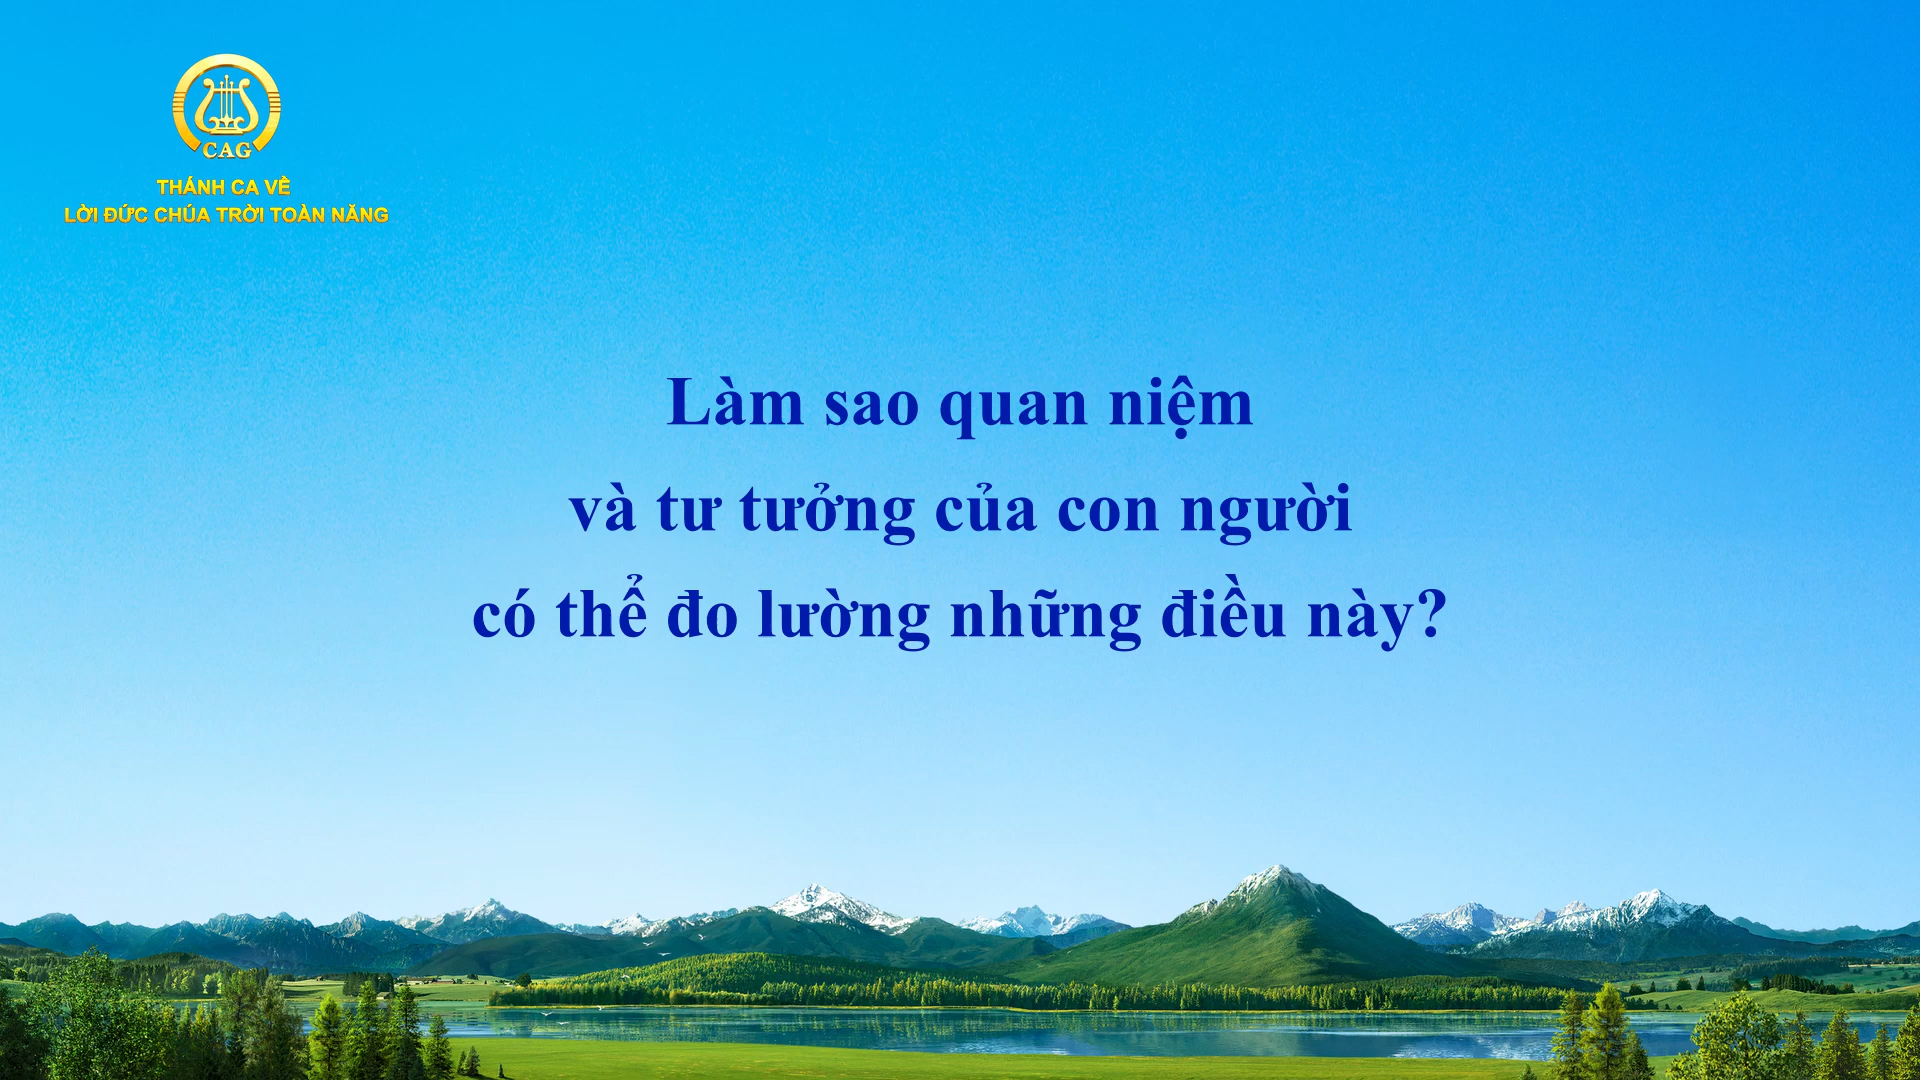 CAG
THÁNH CA VỀ
LỜI ĐỨC CHÚA TRỜI TOÀN NĂNG
Làm sao quan niệm
và tư tưởng của con người
có thể đo lường những điều này?